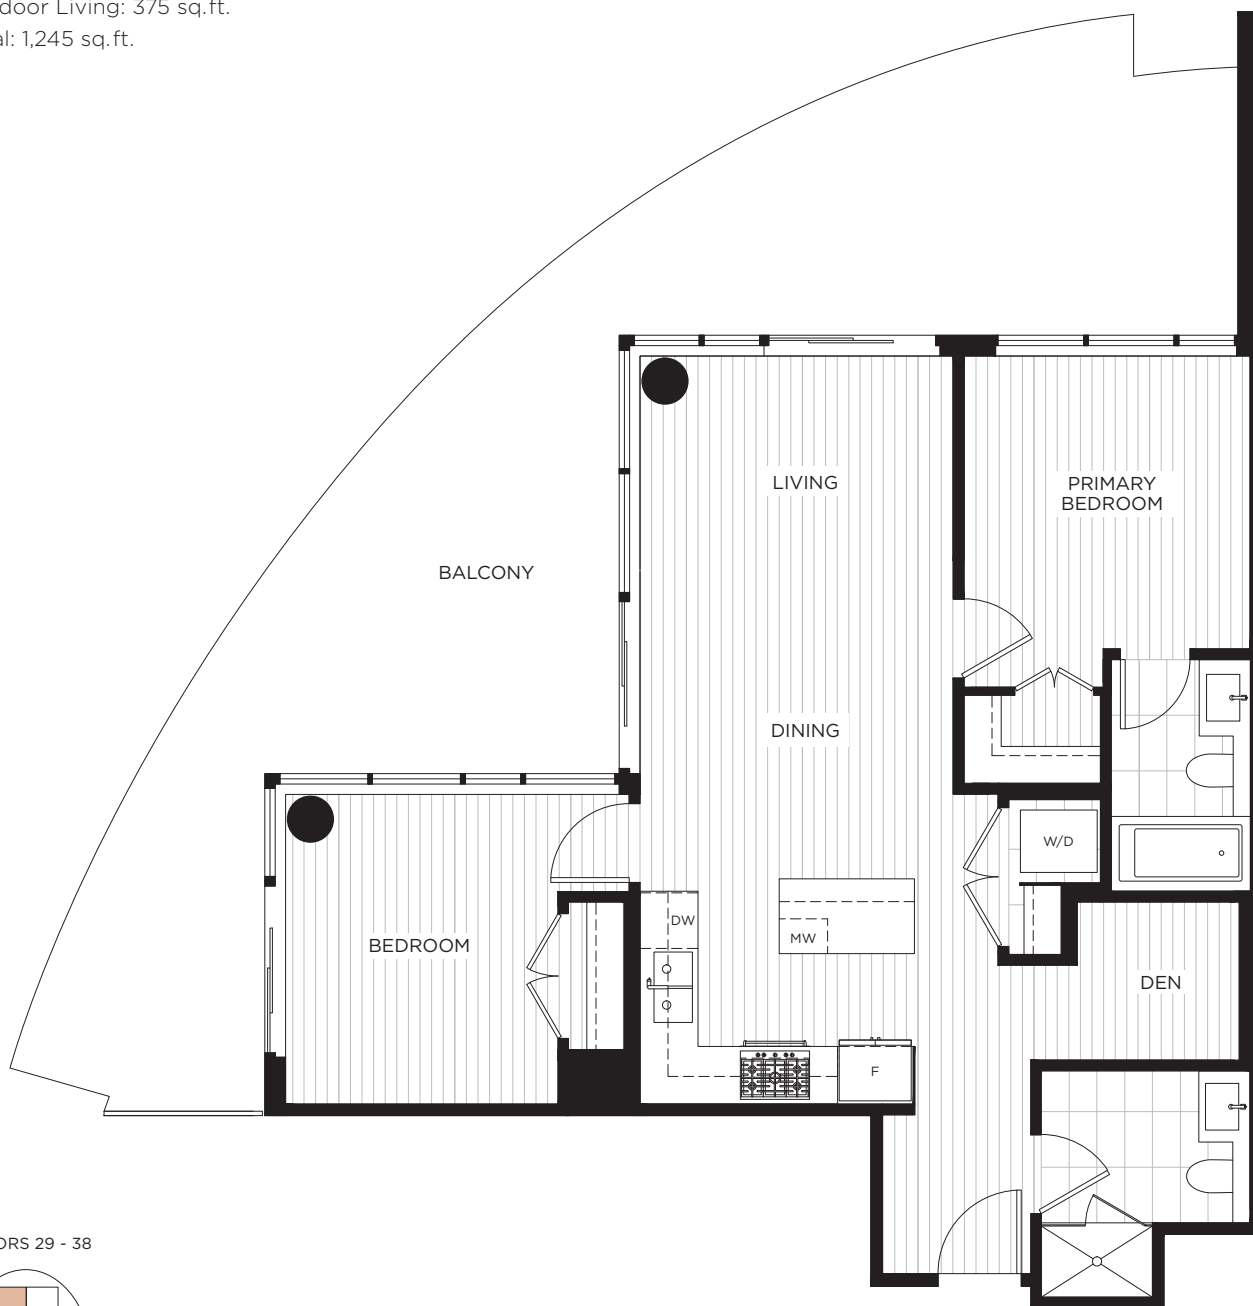 door Living: 375 sq.ft.
al: 1,245 sq.ft.
LIVING
PRIMARY
BEDROOM
BALCONY
DINING
W/D
DW
MW
BEDROOM
DEN
F
ORS 29 - 38